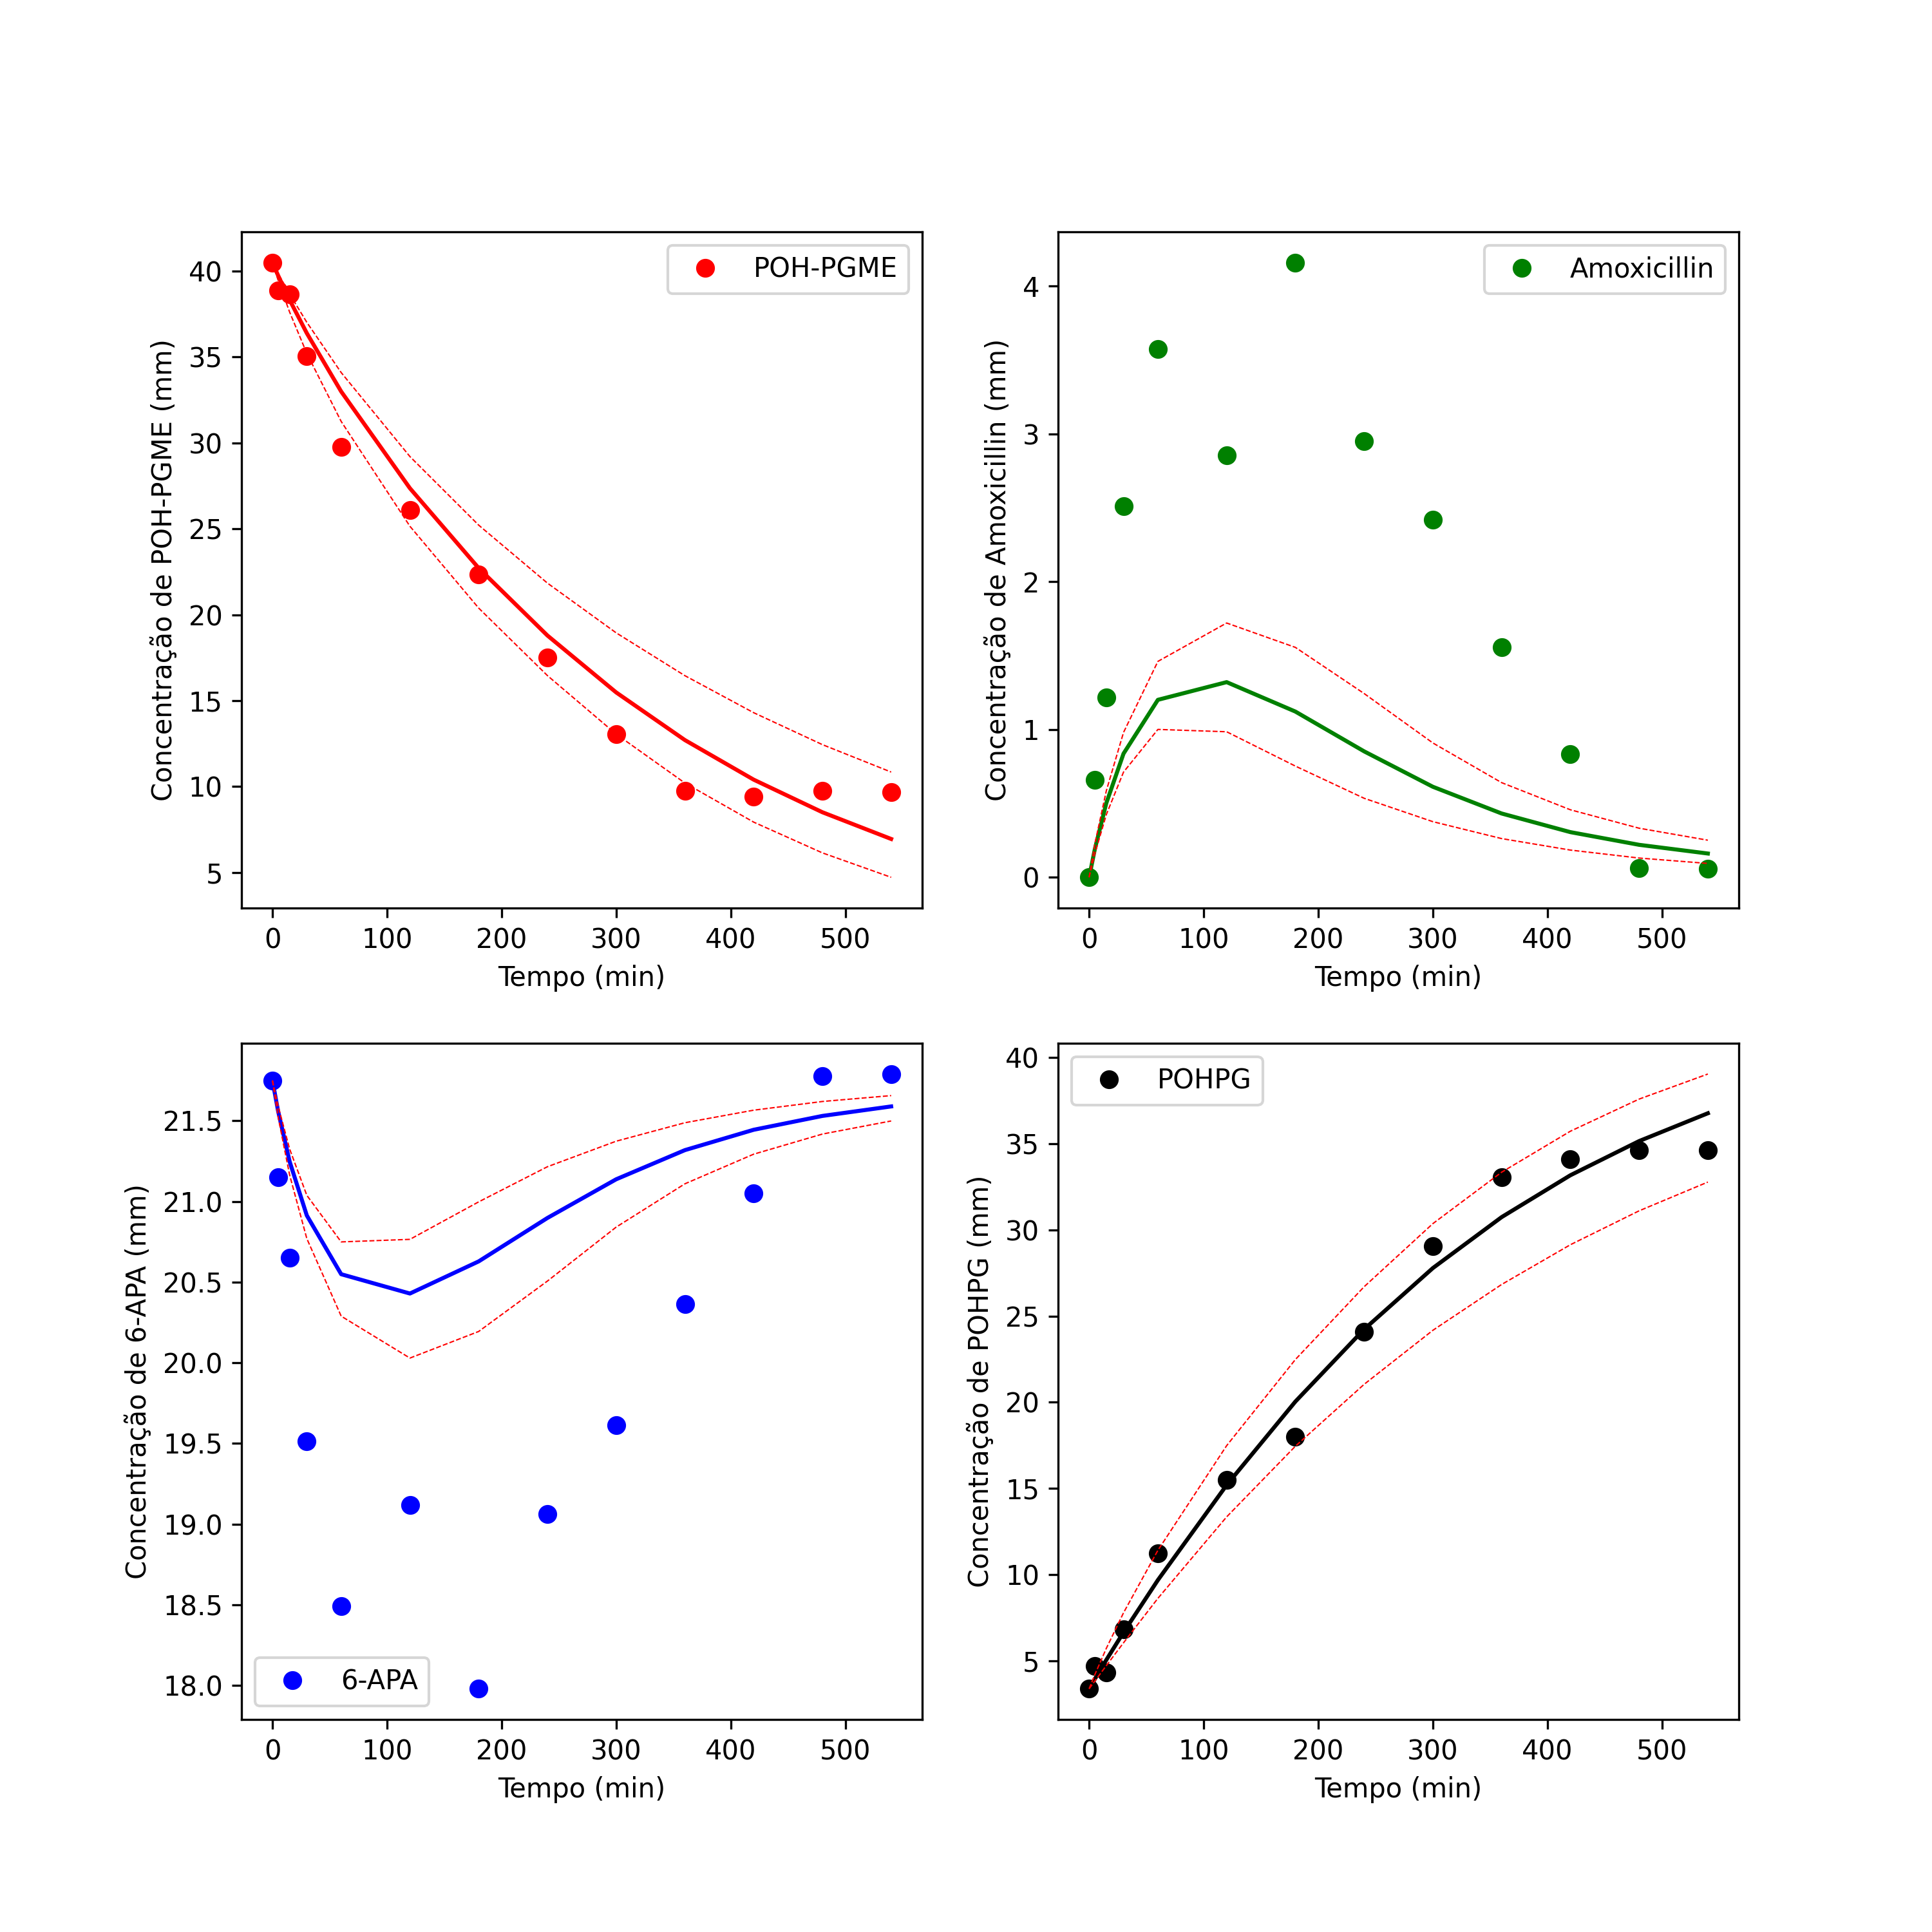 POH-PGME
Concentração de POH-PGME (mm)
40
35
30
25
20
15
10
5
0 100 200 300 400 500
Tempo (min)
Amoxicillin
Concentração de Amoxicillin (mm)
4
3
2
1
0
0 100 200 300 400 500
Tempo (min)
6-APA
Concentração de 6-APA (mm)
21.5
21.0
20.5
20.0
19.5
19.0
18.5
18.0
0 100 200 300 400 500
Tempo (min)
POHPG
Concentração de POHPG (mm)
40
35
30
25
20
15
10
5
0 100 200 300 400 500
Tempo (min)